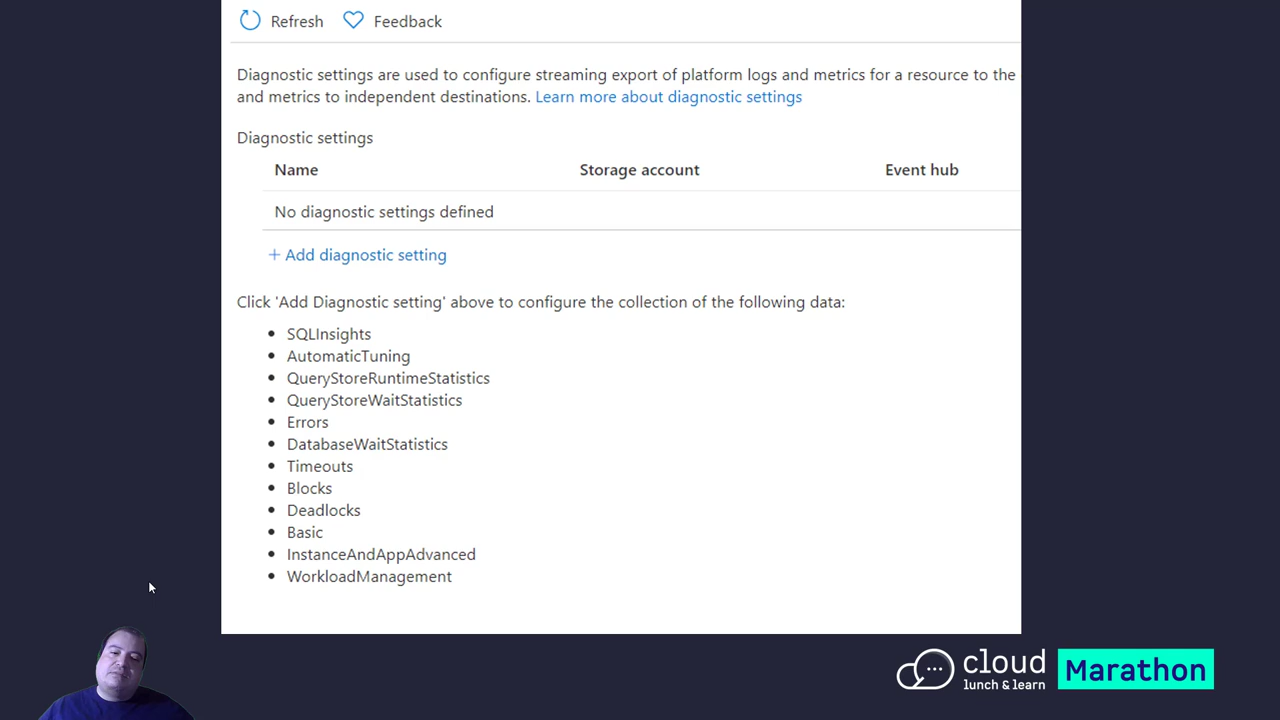 Refresh Feedback
Diagnostic settings are used to configure streaming export of platform logs and metrics for a resource to the
and metrics to independent destinations. Learn more about diagnostic settings
Diagnostic settings
Name Storage account Event hub
No diagnostic settings defined
+ Add diagnostic setting
Click 'Add Diagnostic setting' above to configure the collection of the following data:
• SQLInsights
• AutomaticTuning
• QueryStoreRuntimeStatistics
• QueryStoreWaitStatistics
• Errors
• DatabaseWaitStatistics
• Timeouts
• Blocks
• Deadlocks
• Basic
• InstanceAndAppAdvanced
• WorkloadManagement
cloud
lunch & learn
Marathon